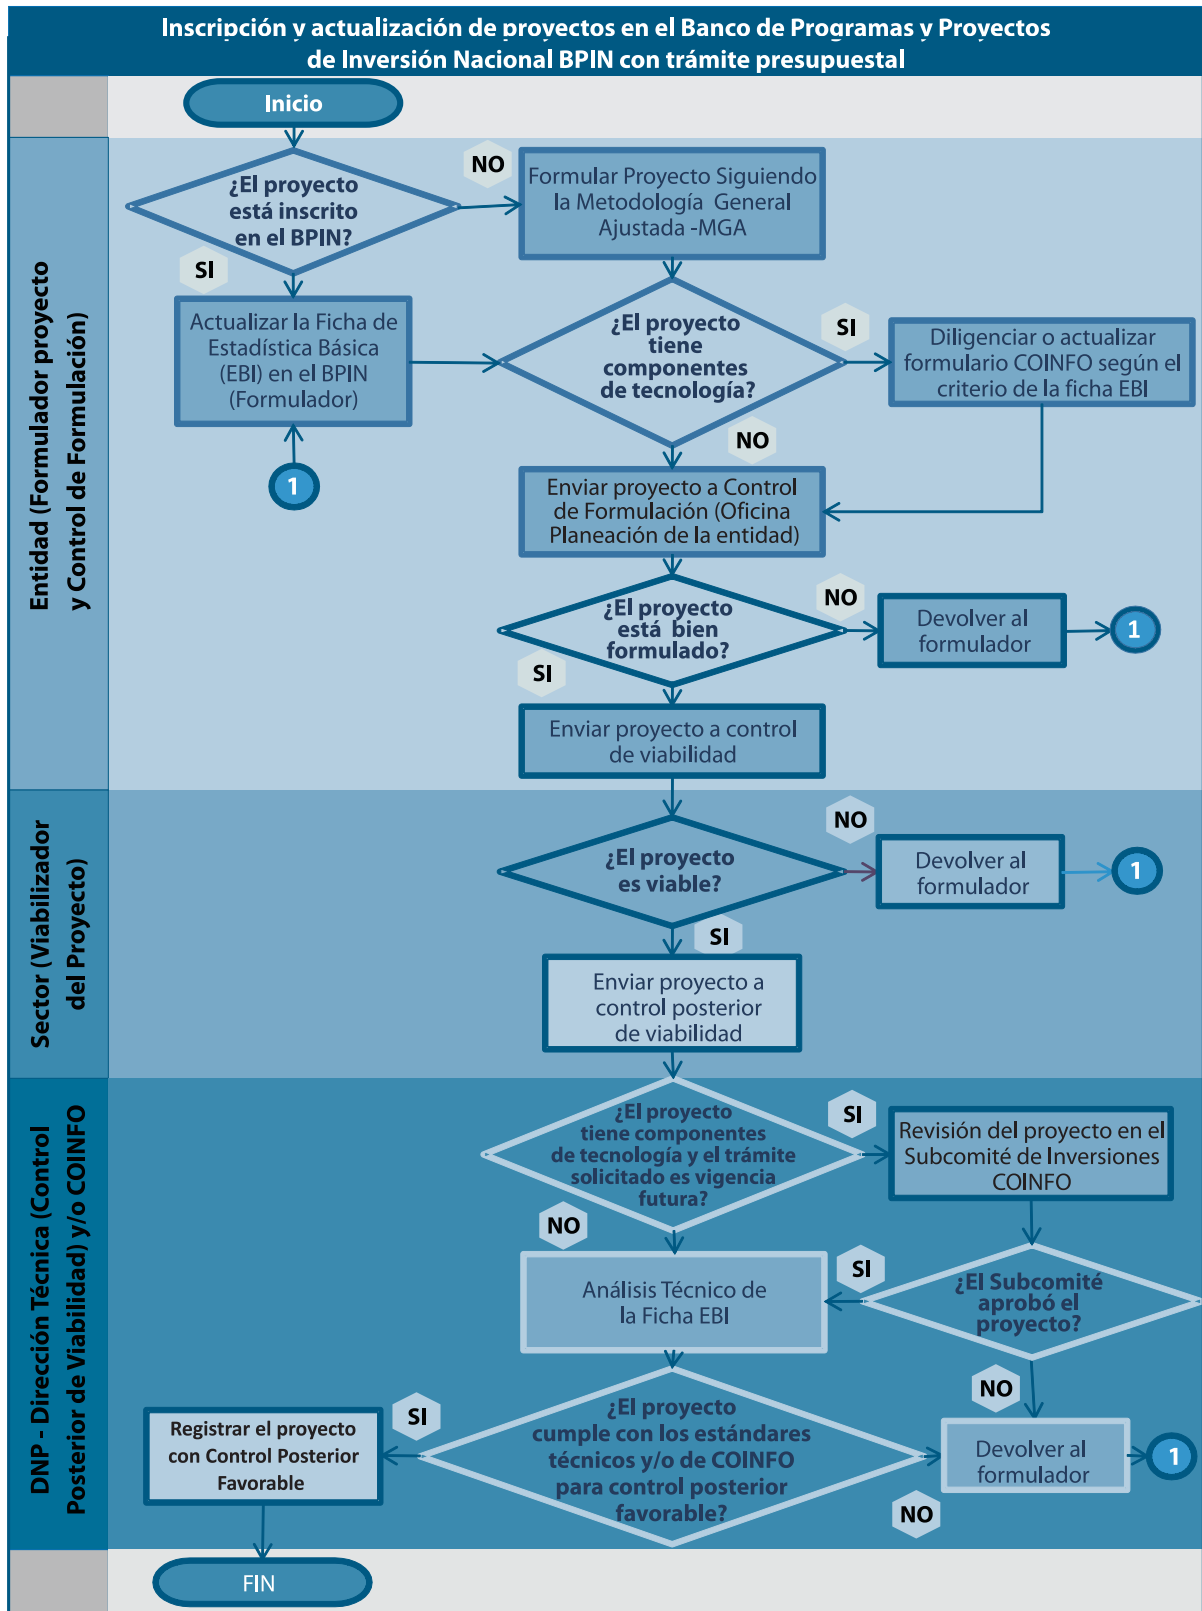 Inscripción y actualización de proyectos en el Banco de Programas y Proyectos
de Inversión Nacional BPIN con trámite presupuestal
Inicio
Entidad (Formulador proyecto
y Control de Formulación)
¿El proyecto
está inscrito
en el BPIN?
NO
Formular Proyecto Siguiendo
la Metodología General
Ajustada -MGA
SI
Actualizar la Ficha de
Estadística Básica
(EBI) en el BPIN
(Formulador)
1
¿El proyecto
tiene
componentes
de tecnología?
SI
Diligenciar o actualizar
formulario COINFO según el
criterio de la ficha EBI
NO
Enviar proyecto a Control
de Formulación (Oficina
Planeación de la entidad)
¿El proyecto
está bien
formulado?
NO
Devolver al
formulador
1
SI
Enviar proyecto a control
de viabilidad
Sector (Viabilizador
del Proyecto)
¿El proyecto
es viable?
NO
Devolver al
formulador
1
SI
Enviar proyecto a
control posterior
de viabilidad
DNP - Dirección Técnica (Control
Posterior de Viabilidad) y/o COINFO
¿El proyecto
tiene componentes
de tecnología y el trámite
solicitado es vigencia
futura?
SI
Revisión del proyecto en el
Subcomité de Inversiones
COINFO
NO
Análisis Técnico de
la Ficha EBI
SI
¿El Subcomité
aprobó el
proyecto?
NO
¿El proyecto
cumple con los estándares
técnicos y/o de COINFO
para control posterior
favorable?
SI
Registrar el proyecto
con Control Posterior
Favorable
NO
Devolver al
formulador
1
FIN